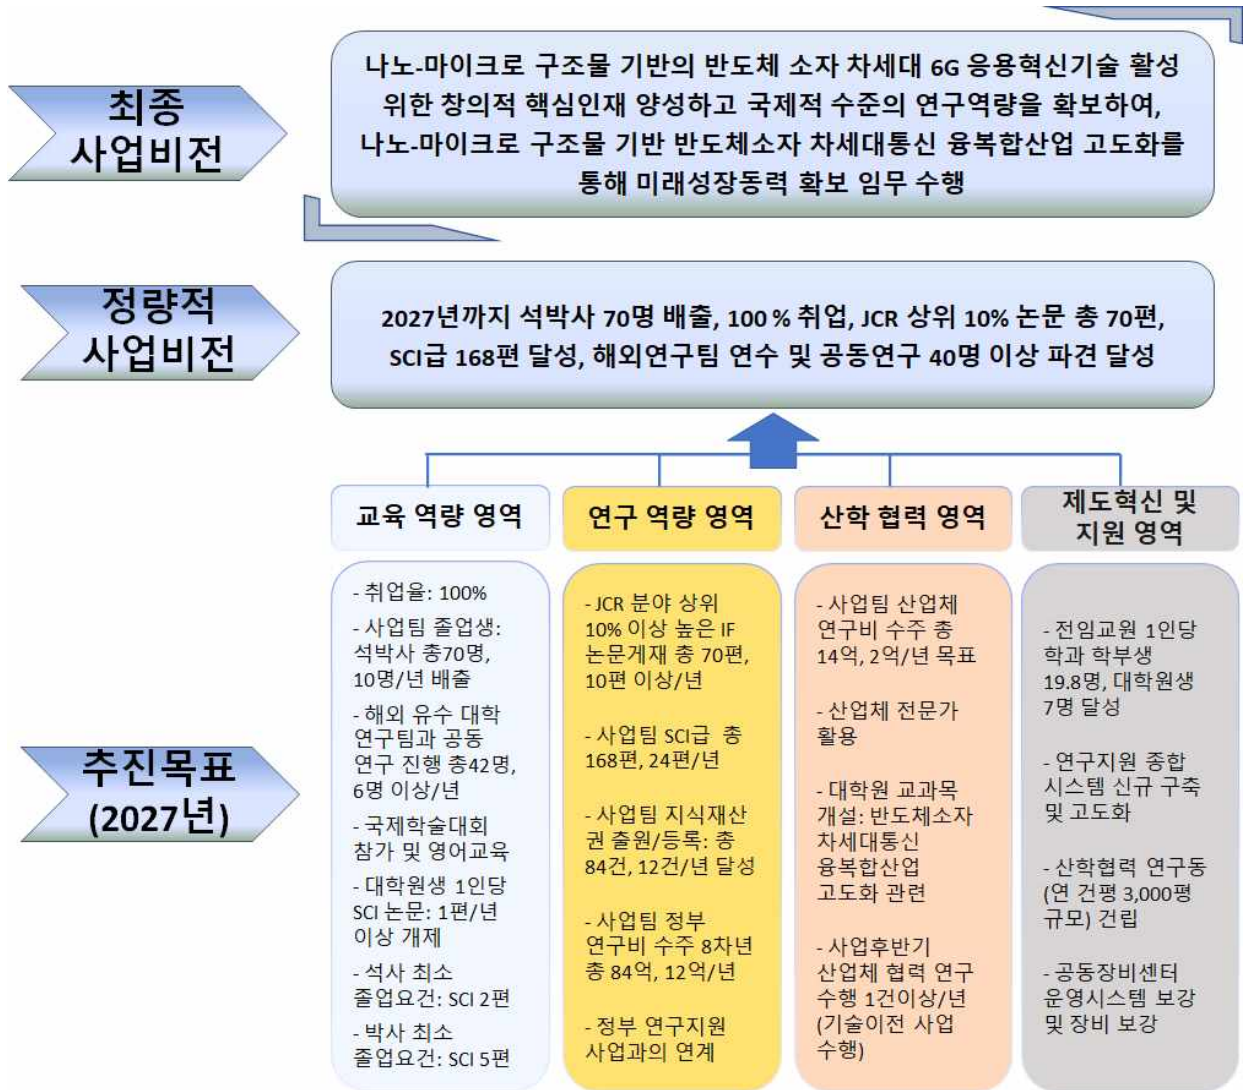 최종
사업비전
나노-마이크로 구조물 기반의 반도체 소자 차세대 6G 응용혁신기술 활성
위한 창의적 핵심인재 양성하고 국제적 수준의 연구역량을 확보하여,
나노-마이크로 구조물 기반 반도체소자 차세대통신 융복합산업 고도화를
통해 미래성장동력 확보 임무 수행
정량적
사업비전
2027년까지 석박사 70명 배출, 100 % 취업, JCR 상위 10% 논문 총 70편,
SCI급 168편 달성, 해외연구팀 연수 및 공동연구 40명 이상 파견 달성
추진목표
(2027년)
교육 역량 영역
- 취업율: 100%
- 사업팀 졸업생:
석박사 총70명,
10명/년 배출
- 해외 유수 대학
연구팀과 공동
연구 진행 총42명,
6명 이상/년
- 국제학술대회
참가 및 영어교육
- 대학원생 1인당
SCI 논문: 1편/년
이상 개제
- 석사 최소
졸업요건: SCI 2편
- 박사 최소
졸업요건: SCI 5편
연구 역량 영역
- JCR 분야 상위
10% 이상 높은 IF
논문게재 총 70편,
10편 이상/년
- 사업팀 SCI급 총
168편, 24편/년
- 사업팀 지식재산
권 출원/등록: 총
84건, 12건/년 달성
- 사업팀 정부
연구비 수주 8차년
총 84억, 12억/년
- 정부 연구지원
사업과의 연계
산학 협력 영역
- 사업팀 산업체
연구비 수주 총
14억, 2억/년 목표
- 산업체 전문가
활용
- 대학원 교과목
개설: 반도체소자
차세대통신
융복합산업
고도화 관련
- 사업후반기
산업체 협력 연구
수행 1건이상/년
(기술이전 사업
수행)
제도혁신 및
지원 영역
- 전임교원 1인당
학과 학부생
19.8명, 대학원생
7명 달성
- 연구지원 종합
시스템 신규 구축
및 고도화
- 산학협력 연구동
(연 건평 3,000평
규모) 건립
- 공동장비센터
운영시스템 보강
및 장비 보강